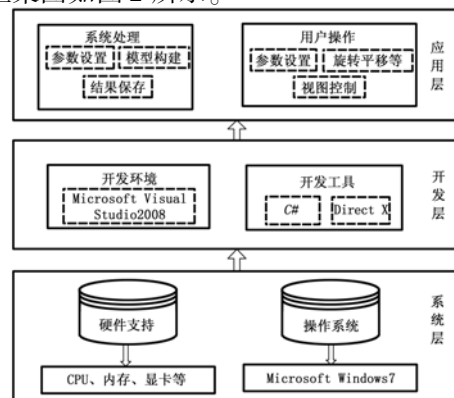 系统处理
参数设置 模型构建
结果保存
用户操作
参数设置 旋转平移等
视图控制
应用层
开发环境
Microsoft Visual
Studio2008
开发工具
C# Direct X
开发层
硬件支持
CPU、内存、显卡等
操作系统
Microsoft Windows7
系统层